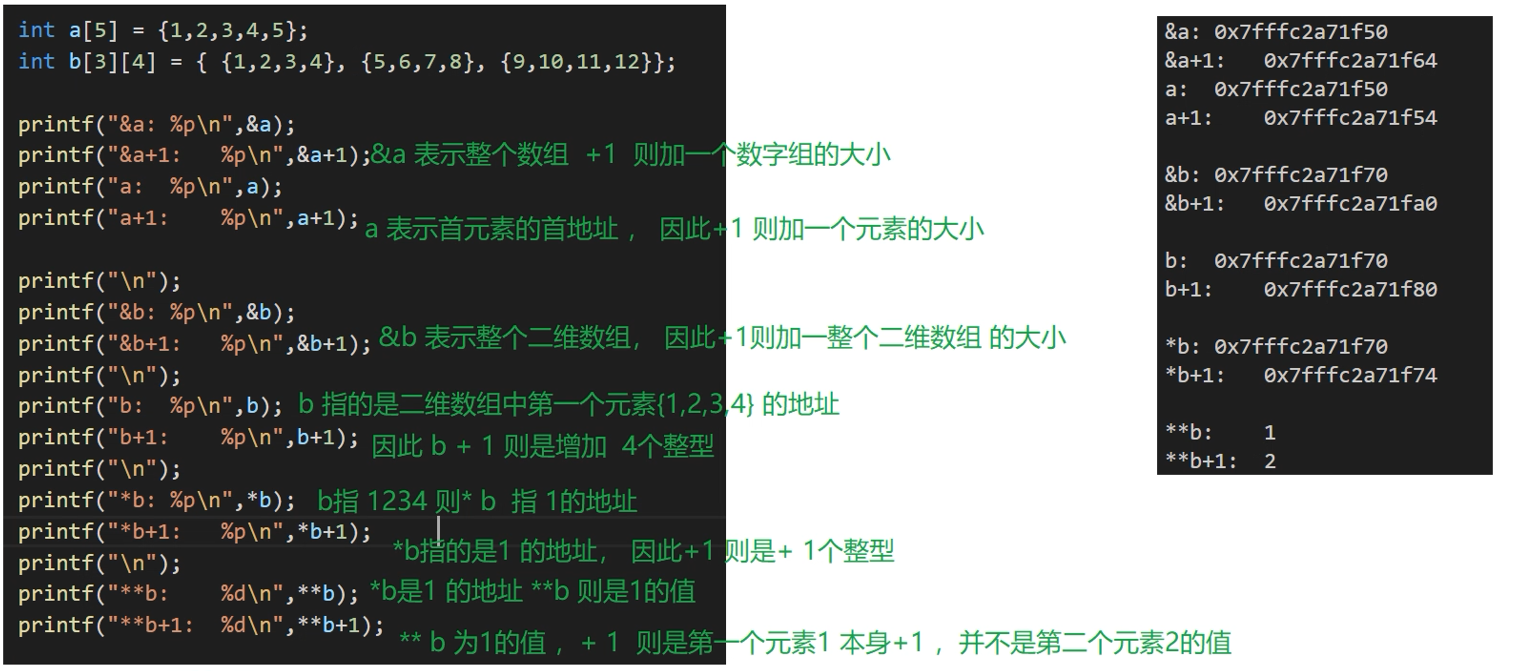 int a[5] = {1,2,3,4,5};
int b[3][4] = { {1,2,3,4}, {5,6,7,8}, {9,10,11,12}};
printf("&a: %p\n",&a);
printf("&a+1:   %p\n",&a+1);&a 表示整个数组  +1  则加一个数字组的大小
printf("a:  %p\n",a);
printf("a+1:    %p\n",a+1);
a 表示首元素的首地址 ， 因此+1 则加一个元素的大小
printf("\n");
printf("&b: %p\n",&b);
printf("&b+1:   %p\n",&b+1); &b 表示整个二维数组， 因此+1则加一整个二维数组 的大小
printf("\n");
printf("b:  %p\n",b); b 指的是二维数组中第一个元素{1,2,3,4} 的地址
printf("b+1:    %p\n",b+1); 因此 b + 1 则是增加  4个整型
printf("\n");
printf("*b: %p\n",*b); b指 1234 则* b  指 1的地址
printf("*b+1:   %p\n",*b+1);
*b指的是1 的地址， 因此+1 则是+ 1个整型
printf("\n");
printf("**b:    %d\n",**b); *b是1 的地址 **b 则是1的值
printf("**b+1:  %d\n",**b+1);
** b 为1的值 ，+ 1  则是第一个元素1 本身+1 ，并不是第二个元素2的值
&a: 0x7fffc2a71f50
&a+1:   0x7fffc2a71f64
a:  0x7fffc2a71f50
a+1:    0x7fffc2a71f54
&b: 0x7fffc2a71f70
&b+1:   0x7fffc2a71fa0
b:  0x7fffc2a71f70
b+1:    0x7fffc2a71f80
*b: 0x7fffc2a71f70
*b+1:   0x7fffc2a71f74
**b:    1
**b+1:  2